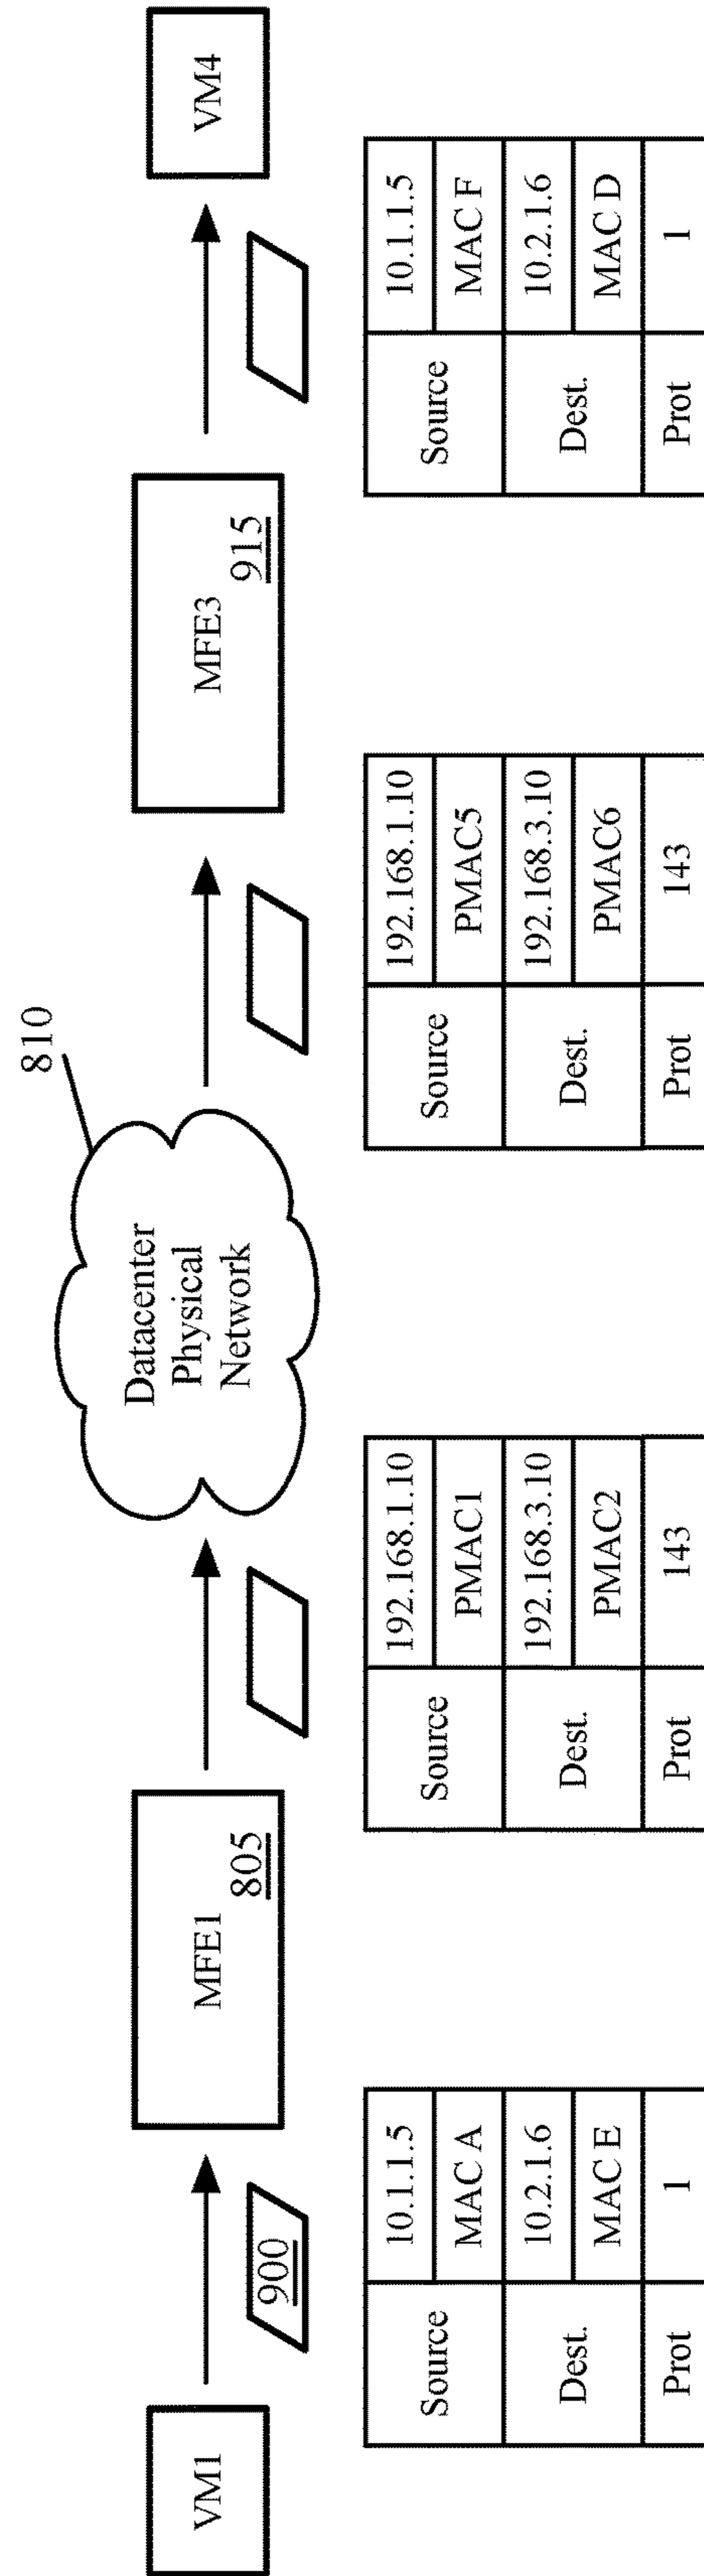 810
VM1
900
MFE1
805
Datacenter
Physical
Network
MFE3
915
VM4
Source 10.1.1.5
MAC A
Dest. 10.2.1.6
MAC E
Prot 1
Source 192.168.1.10
PMAC1
Dest. 192.168.3.10
PMAC2
Prot 143
Source 192.168.1.10
PMAC5
Dest. 192.168.3.10
PMAC6
Prot 143
Source 10.1.1.5
MAC F
Dest. 10.2.1.6
MAC D
Prot 1